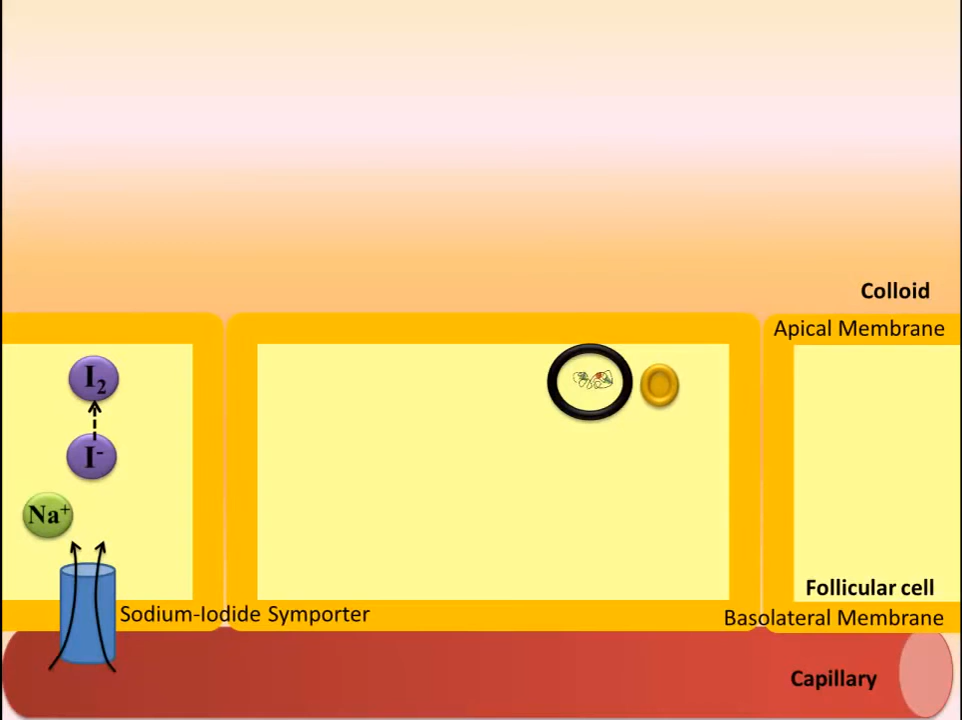 Colloid
Apical Membrane
I₂
I⁻
Na⁺
Follicular cell
Sodium-Iodide Symporter
Basolateral Membrane
Capillary